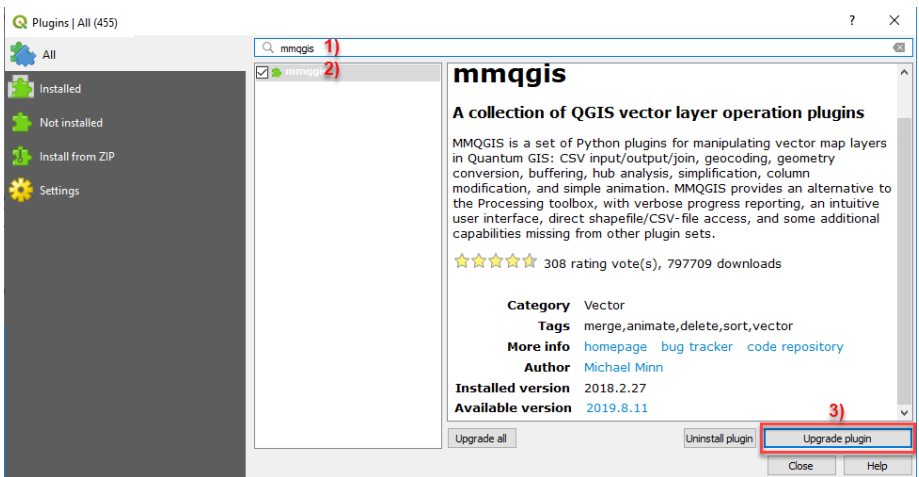 Plugins | All (455)
?
All
Installed
Not installed
Install from ZIP
Settings
mmqgis 1)
mmqgis 2)
mmqgis
A collection of QGIS vector layer operation plugins
MMQGIS is a set of Python plugins for manipulating vector map layers
in Quantum GIS: CSV input/output/join, geocoding, geometry
conversion, buffering, hub analysis, simplification, column
modification, and simple animation. MMQGIS provides an alternative to
the Processing toolbox, with verbose progress reporting, an intuitive
user interface, direct shapefile/CSV-file access, and some additional
capabilities missing from other plugin sets.
308 rating vote(s), 797709 downloads
Category Vector
Tags merge,animate,delete,sort,vector
More info homepage bug tracker code repository
Author Michael Minn
Installed version 2018.2.27
Available version 2019.8.11
3)
Upgrade all Uninstall plugin Upgrade plugin
Close Help